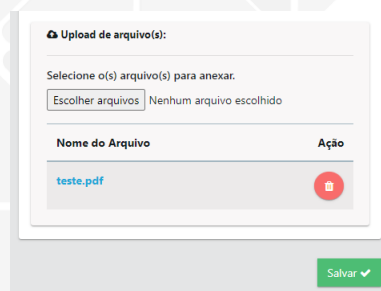 Upload de arquivo(s):
Selecione o(s) arquivo(s) para anexar.
Escolher arquivos Nenhum arquivo escolhido
Nome do Arquivo Ação
teste.pdf
Salvar